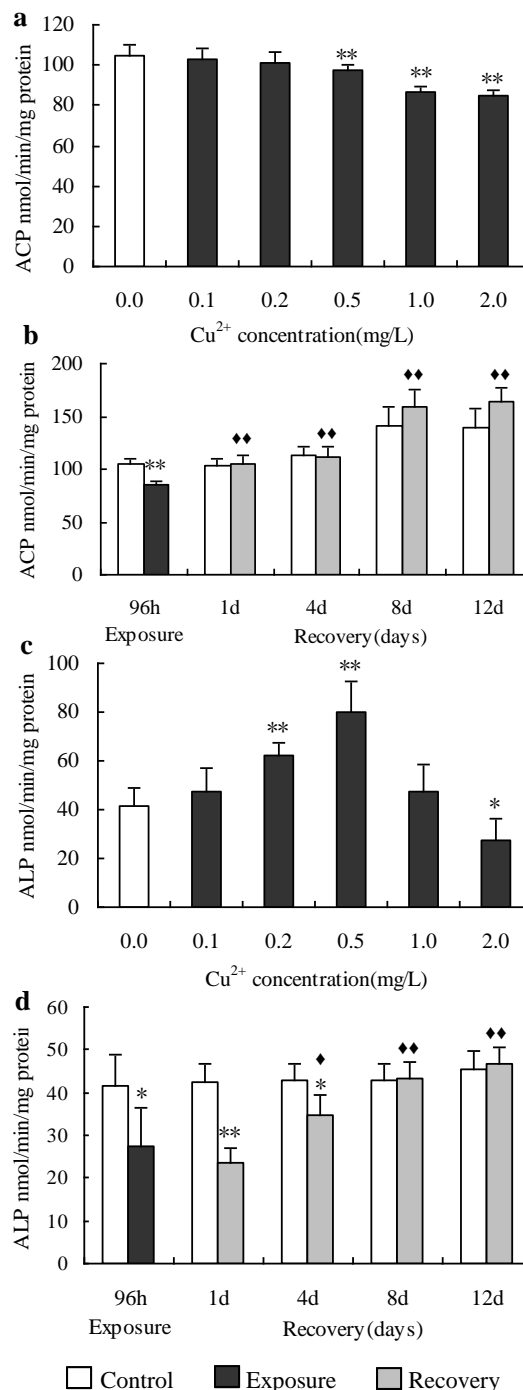 a
120
100
80
60
40
20
0
ACP nmol/min/mg protein
** ** **
0.0 0.1 0.2 0.5 1.0 2.0
Cu2+ concentration(mg/L)
b
200
150
100
50
0
ACP nmol/min/mg protein
** ♦♦ ♦♦ ♦♦ ♦♦
96h 1d 4d 8d 12d
Exposure Recovery(days)
c
100
80
60
40
20
0
ALP nmol/min/mg protein
** ** *
0.0 0.1 0.2 0.5 1.0 2.0
Cu2+ concentration(mg/L)
d
60
50
40
30
20
10
0
ALP nmol/min/mg protein
♦ ♦♦ ♦♦
* ** *
96h 1d 4d 8d 12d
Exposure Recovery(days)
Control Exposure Recovery